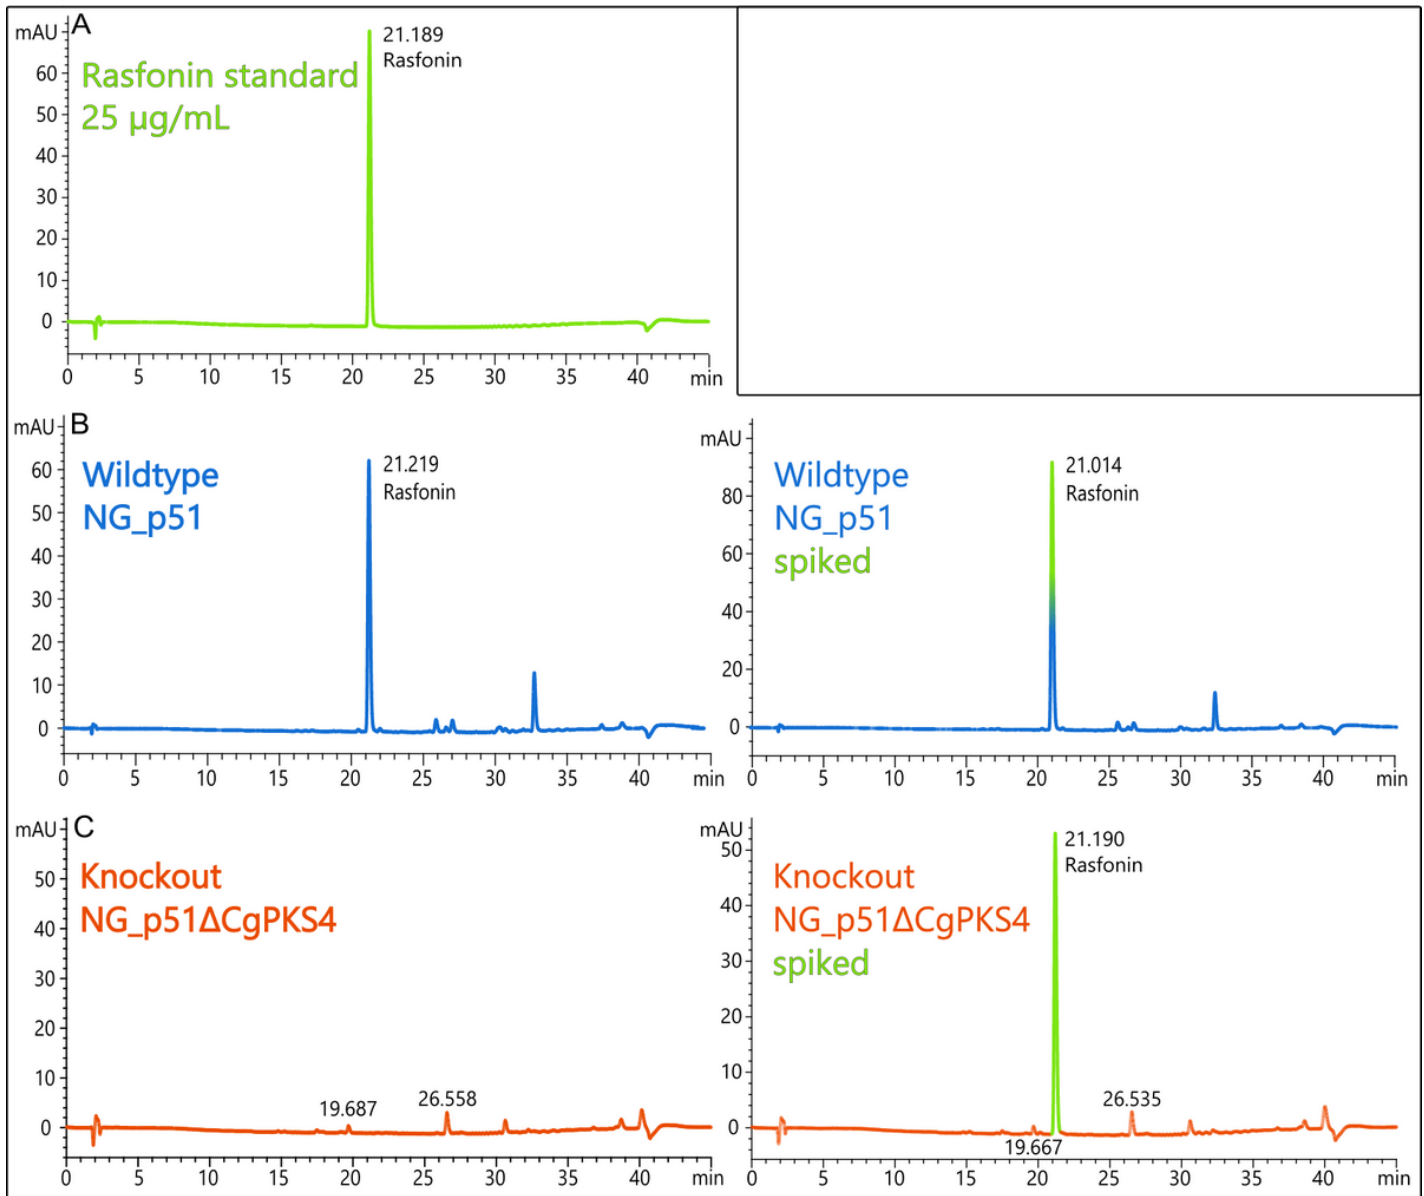 A
mAU
60
50
40
30
20
10
0
Rasfonin standard
25 µg/mL
21.189
Rasfonin
0 5 10 15 20 25 30 35 40 min
B
mAU
60
50
40
30
20
10
0
Wildtype
NG_p51
21.219
Rasfonin
0 5 10 15 20 25 30 35 40 min
mAU
80
60
40
20
0
Wildtype
NG_p51
spiked
21.014
Rasfonin
0 5 10 15 20 25 30 35 40 min
C
mAU
50
40
30
20
10
0
Knockout
NG_p51ΔCgPKS4
19.687
26.558
0 5 10 15 20 25 30 35 40 min
mAU
50
40
30
20
10
0
Knockout
NG_p51ΔCgPKS4
spiked
21.190
Rasfonin
26.535
19.667
0 5 10 15 20 25 30 35 40 min